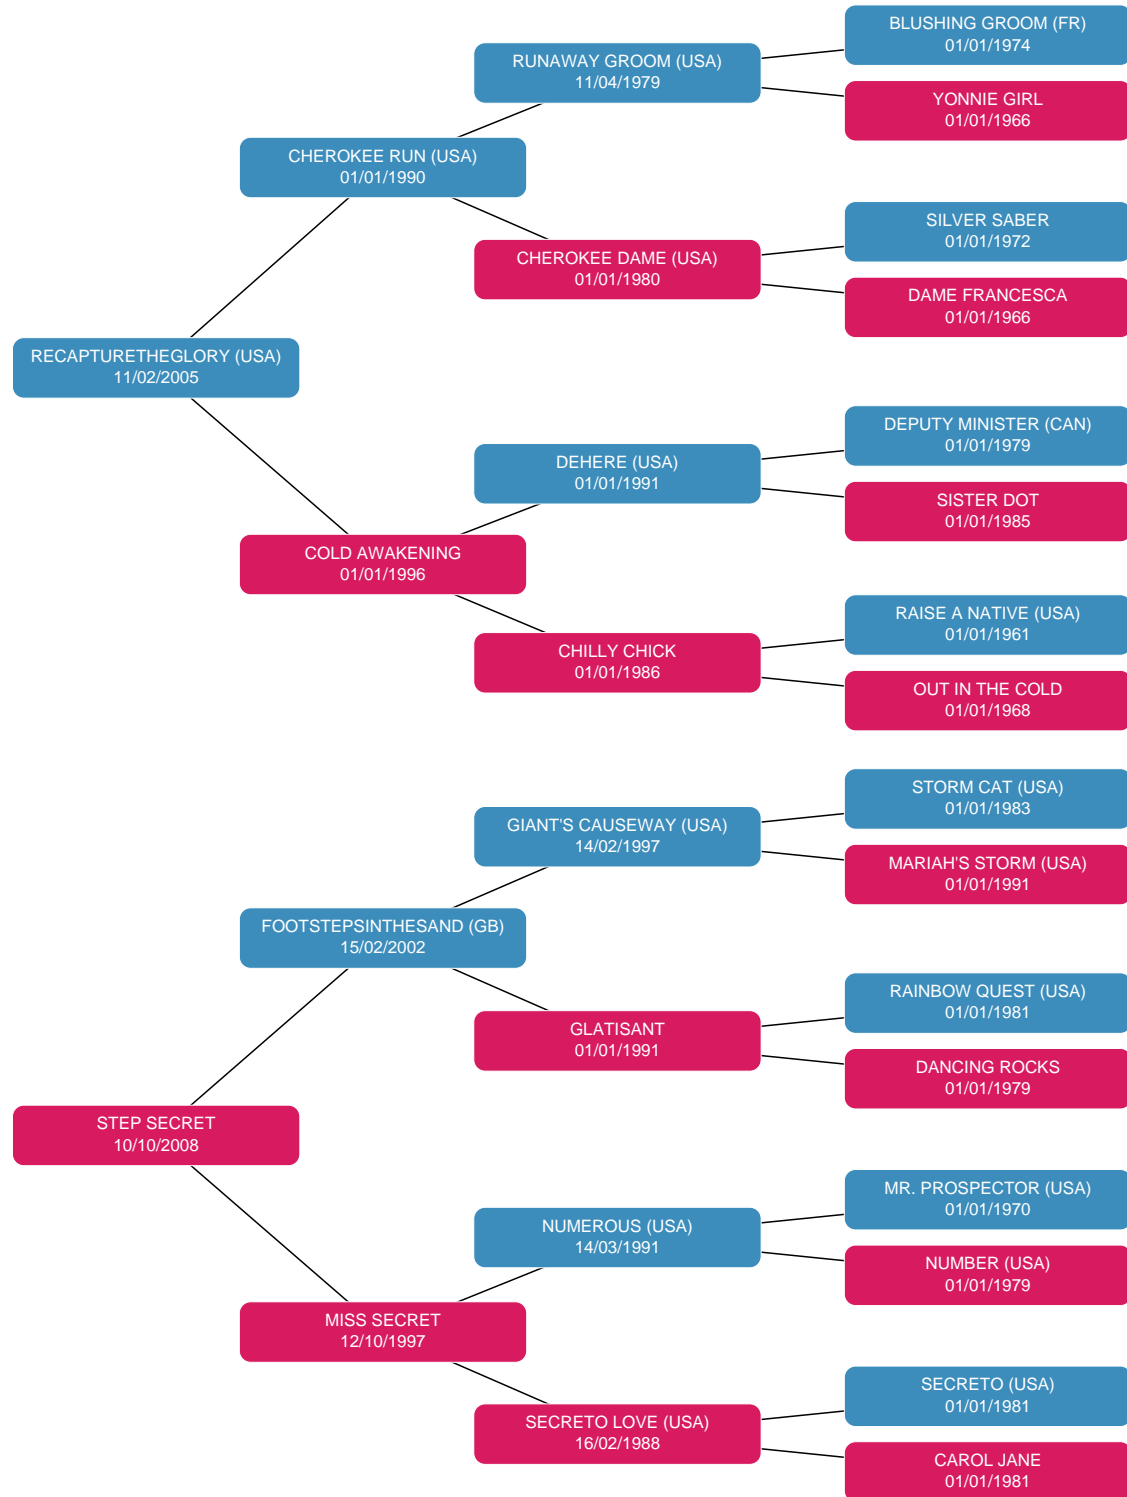 BLUSHING GROOM (FR)
01/01/1974
RUNAWAY GROOM (USA)
11/04/1979
YONNIE GIRL
01/01/1966
CHEROKEE RUN (USA)
01/01/1990
SILVER SABER
01/01/1972
CHEROKEE DAME (USA)
01/01/1980
DAME FRANCESCA
01/01/1966
RECAPTURETHEGLORY (USA)
11/02/2005
DEPUTY MINISTER (CAN)
01/01/1979
DEHERE (USA)
01/01/1991
SISTER DOT
01/01/1985
COLD AWAKENING
01/01/1996
RAISE A NATIVE (USA)
01/01/1961
CHILLY CHICK
01/01/1986
OUT IN THE COLD
01/01/1968
STORM CAT (USA)
01/01/1983
GIANT'S CAUSEWAY (USA)
14/02/1997
MARIAH'S STORM (USA)
01/01/1991
FOOTSTEPSINTHESAND (GB)
15/02/2002
RAINBOW QUEST (USA)
01/01/1981
GLATISANT
01/01/1991
DANCING ROCKS
01/01/1979
STEP SECRET
10/10/2008
MR. PROSPECTOR (USA)
01/01/1970
NUMEROUS (USA)
14/03/1991
NUMBER (USA)
01/01/1979
MISS SECRET
12/10/1997
SECRETO (USA)
01/01/1981
SECRETO LOVE (USA)
16/02/1988
CAROL JANE
01/01/1981